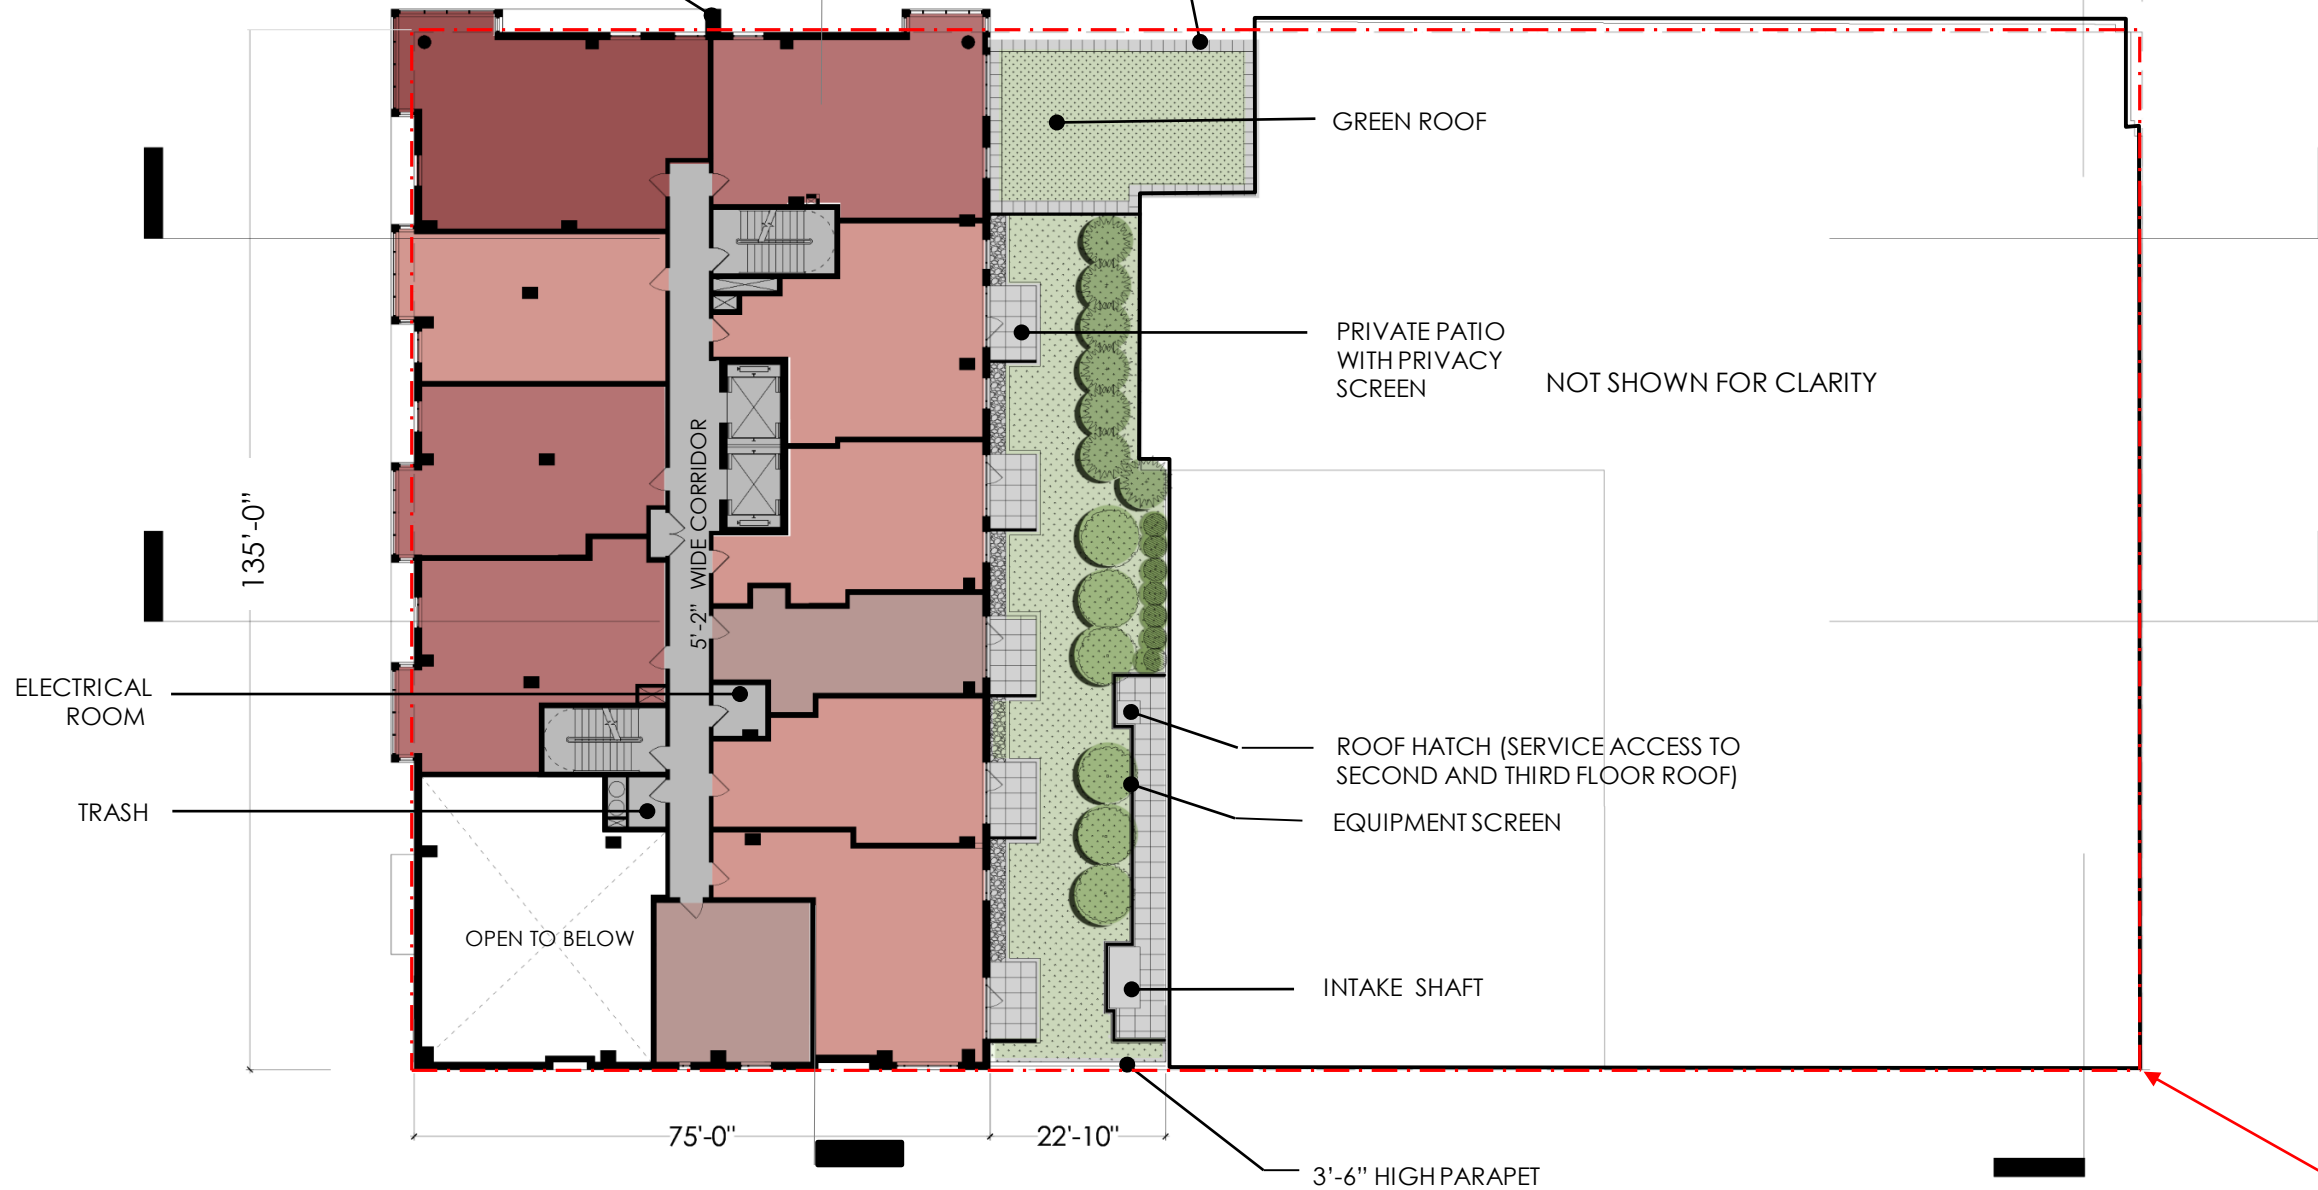 GREEN ROOF
PRIVATE PATIO
WITH PRIVACY
SCREEN
NOT SHOWN FOR CLARITY
135'-0"
5'-2" WIDE CORRIDOR
ELECTRICAL
ROOM
TRASH
OPEN TO BELOW
ROOF HATCH (SERVICE ACCESS TO
SECOND AND THIRD FLOOR ROOF)
EQUIPMENT SCREEN
INTAKE SHAFT
75'-0"
22'-10"
3'-6” HIGH PARAPET